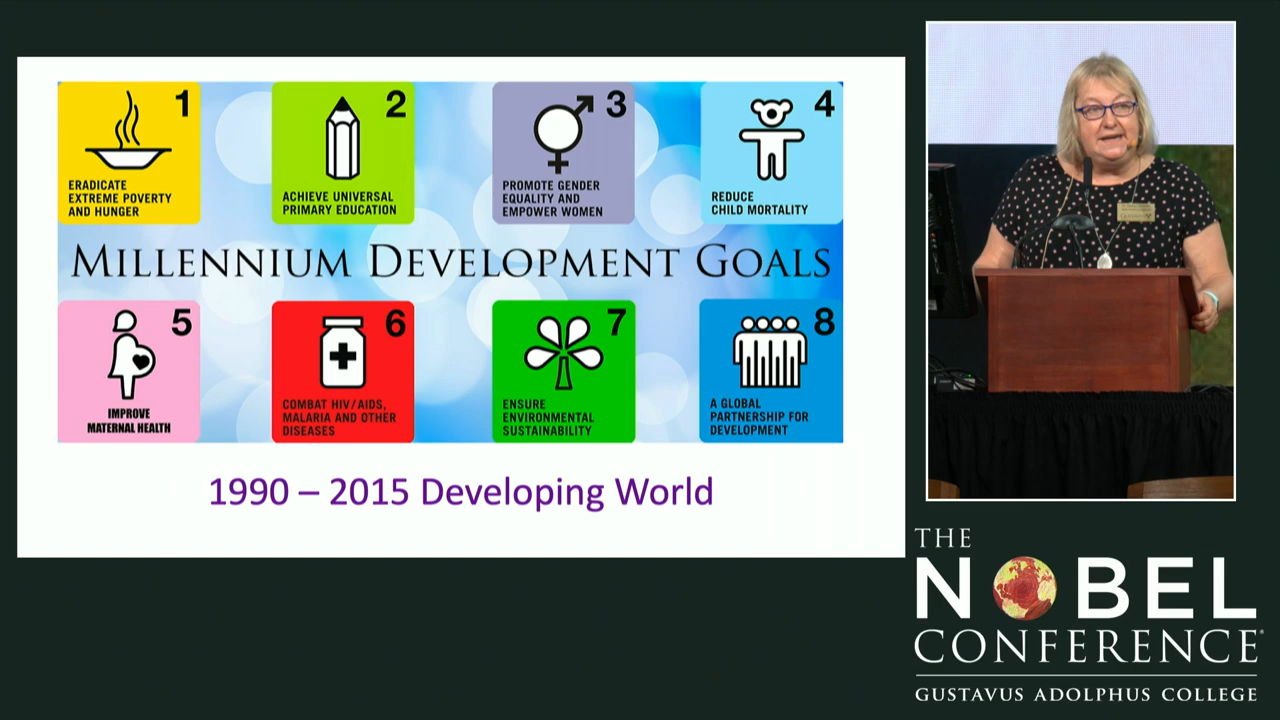 1
ERADICATE
EXTREME POVERTY
AND HUNGER
2
ACHIEVE UNIVERSAL
PRIMARY EDUCATION
3
PROMOTE GENDER
EQUALITY AND
EMPOWER WOMEN
4
REDUCE
CHILD MORTALITY
MILLENNIUM DEVELOPMENT GOALS
5
IMPROVE
MATERNAL HEALTH
6
COMBAT HIV/AIDS,
MALARIA AND OTHER
DISEASES
7
ENSURE
ENVIRONMENTAL
SUSTAINABILITY
8
A GLOBAL
PARTNERSHIP FOR
DEVELOPMENT
1990 – 2015 Developing World
THE
NOBEL
CONFERENCE
GUSTAVUS ADOLPHUS COLLEGE